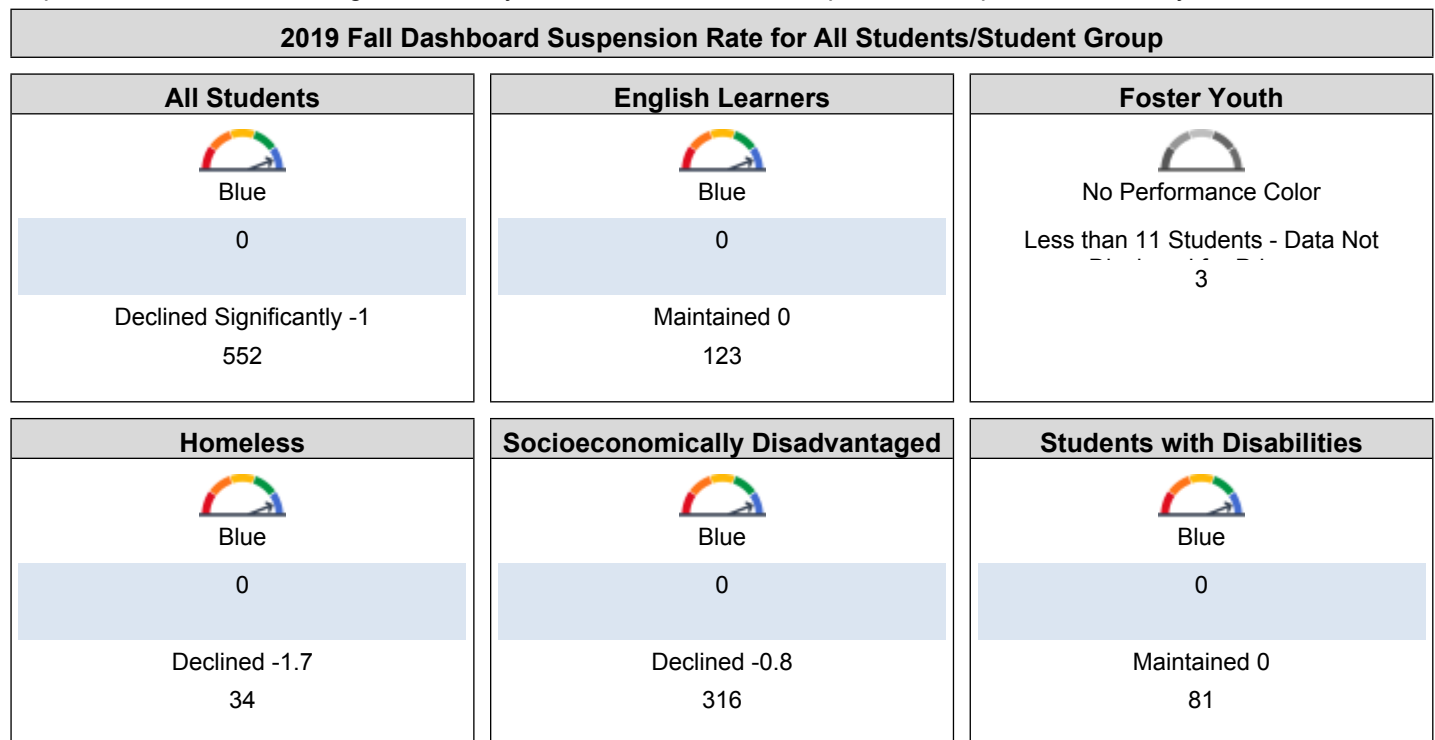 2019 Fall Dashboard Suspension Rate for All Students/Student Group
All Students
Blue
0
Declined Significantly -1
552
English Learners
Blue
0
Maintained 0
123
Foster Youth
No Performance Color
Less than 11 Students - Data Not
3
Homeless
Blue
0
Declined -1.7
34
Socioeconomically Disadvantaged
Blue
0
Declined -0.8
316
Students with Disabilities
Blue
0
Maintained 0
81